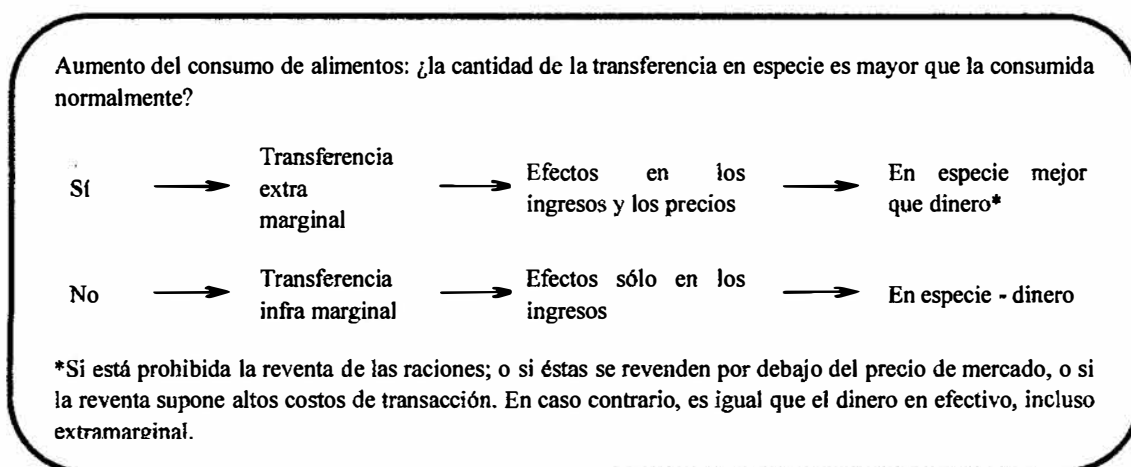 Aumento del consumo de alimentos: ¿la cantidad de la transferencia en especie es mayor que la consumida
normalmente?
Sí
Transferencia
extra
marginal
Efectos en los
ingresos y los precios
En especie mejor
que dinero*
No
Transferencia
infra marginal
Efectos sólo en los
ingresos
En especie - dinero
*Si está prohibida la reventa de las raciones; o si éstas se revenden por debajo del precio de mercado, o si
la reventa supone altos costos de transacción. En caso contrario, es igual que el dinero en efectivo, incluso
extramarginal.